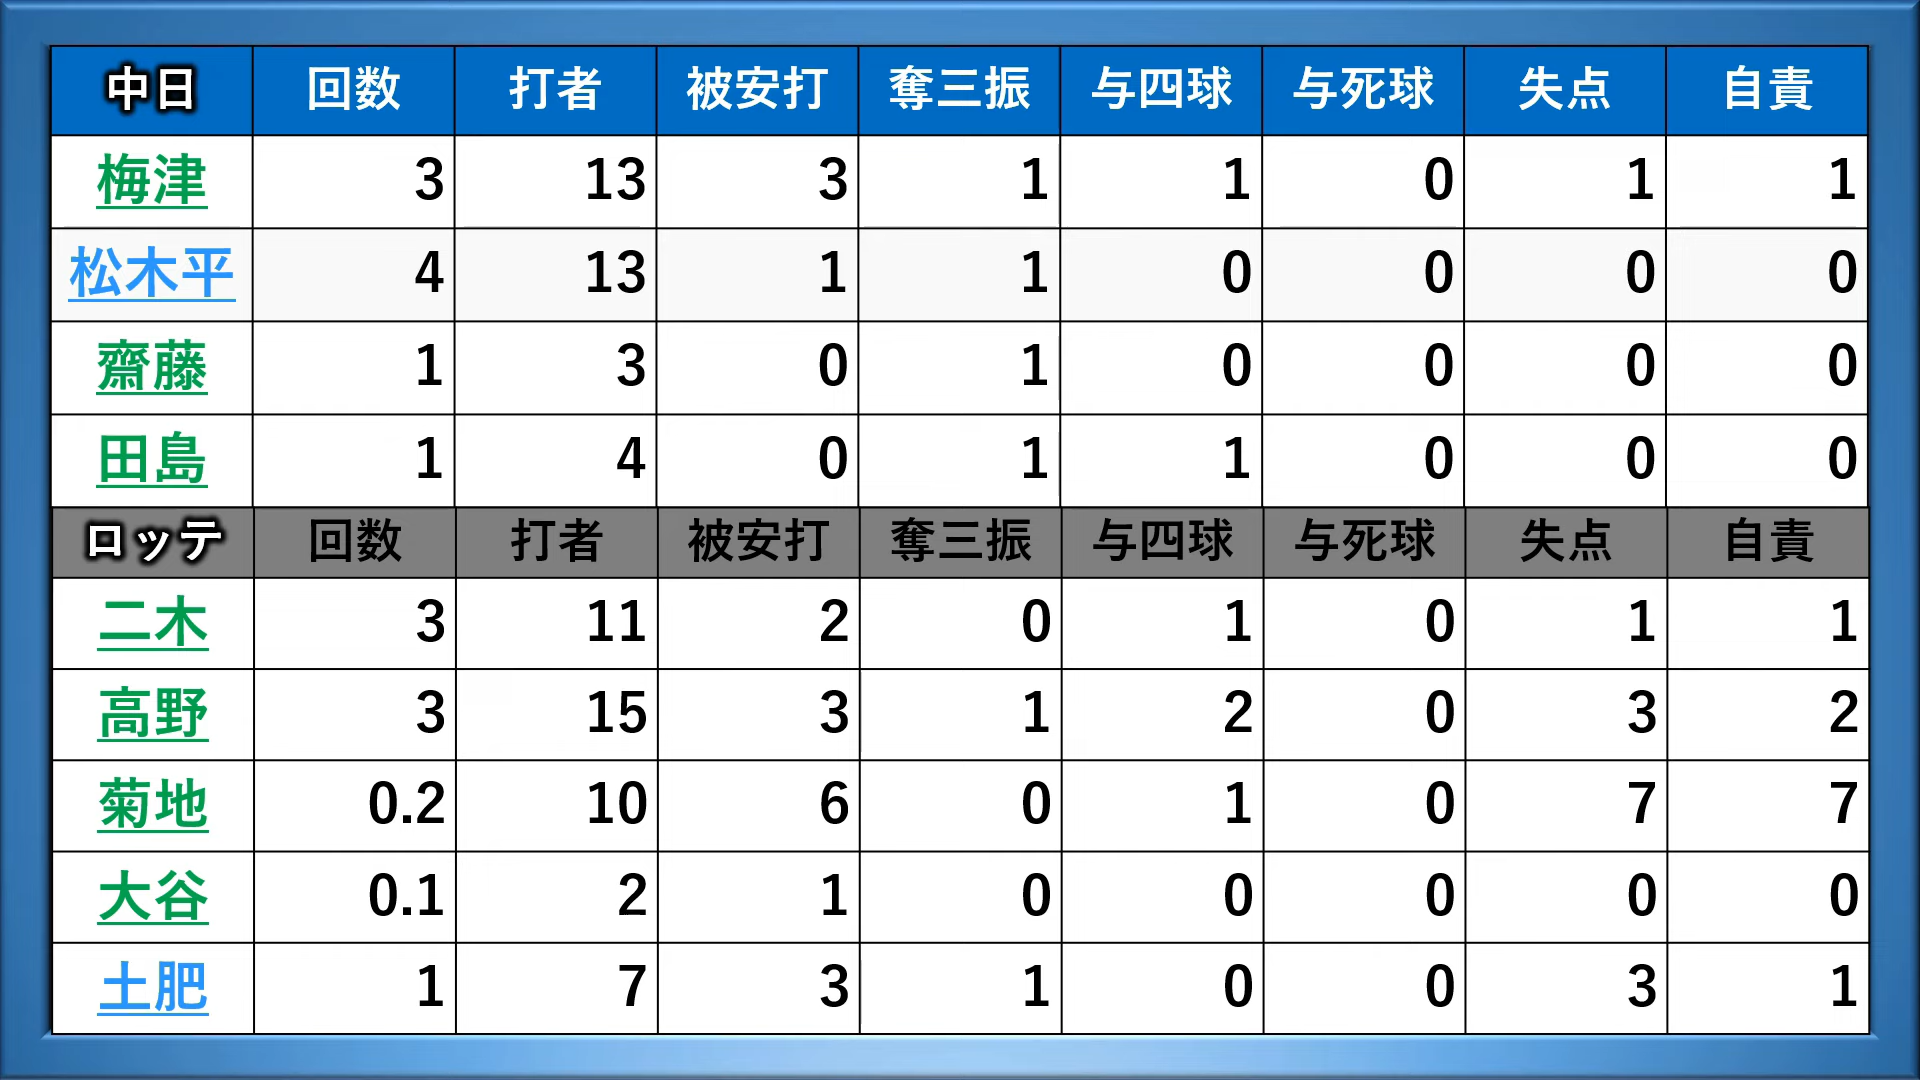 中日 回数 打者 被安打 奪三振 与四球 与死球 失点 自責
梅津 3 13 3 1 1 0 1 1
松木平 4 13 1 1 0 0 0 0
齋藤 1 3 0 1 0 0 0 0
田島 1 4 0 1 1 0 0 0
ロッテ 回数 打者 被安打 奪三振 与四球 与死球 失点 自責
二木 3 11 2 0 1 0 1 1
高野 3 15 3 1 2 0 3 2
菊地 0.2 10 6 0 1 0 7 7
大谷 0.1 2 1 0 0 0 0 0
土肥 1 7 3 1 0 0 3 1